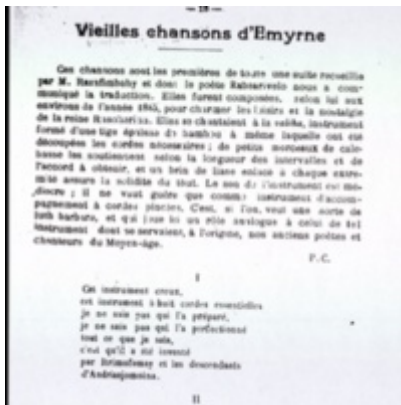 — 19 —
Vieilles chansons d'Emyrne
Ces chansons sont les premières de toute une suite recueillie
par M. et dont le poète Rabearivelo nous a com-
muniqué la traduction. Elles furent composées, selon lui aux
environs de l'année 1845, pour charmer les loisirs et la nostalgie
de la reine Elles se chantaient à la valiha, instrument
formé d'une tige épaisse de bambou à même laquelle ont été
découpées les cordes nécessaires; de petits morceaux de cale-
basse les soutiennent selon la longueur des intervalles et de
l'accord à obtenir, et un brin de liane enlacé à chaque extré-
mité assure la solidité du tout. Le son de l'instrument est mé-
diocre; il ne vaut guère que comme instrument d'accom-
pagnement à cordes pincées. C'est, si l'on veut une sorte de
luth barbare, et qui joue ici un rôle analogue à celui de tel
instrument dont se servaient, à l'origine, nos anciens poètes et
chanteurs du Moyen-âge.
P.C.
I
Cet instrument creux,
cet instrument à huit cordes essentielles
je ne sais pas qui l'a préparé,
je ne sais pas qui l'a perfectionné
tout ce que je sais,
c'est qu'il a été inventé
par et les descendants
II